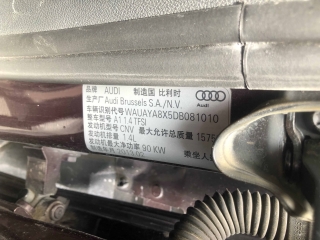 品牌 AUDI 制造国 比利时
生产厂 Audi Brussels S.A./N.V.
车辆识别代号 WAUAYA8X5DB081010
整车型号 A1 1.4 TFSI
发动机型号 CNV 最大允许总质量 1575
发动机排量 1.4L
发动机最大净功率 90 KW
Audi